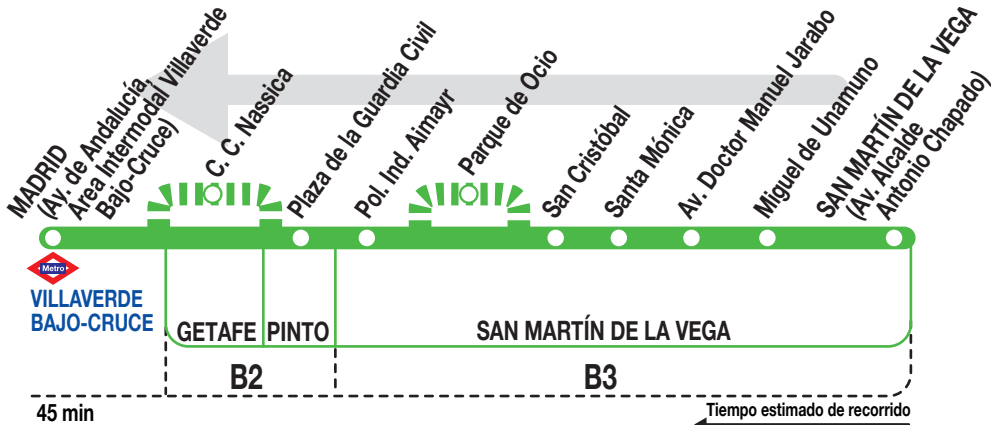 MADRID
(Av. de Andalucía,
Área Intermodal Villaverde
Bajo-Cruce)
C. C. Nassica
Plaza de la Guardia Civil
Pol. Ind. Aimayr
Parque de Ocio
San Cristóbal
Santa Mónica
Av. Doctor Manuel Jarabo
Miguel de Unamuno
SAN MARTÍN DE LA VEGA
(Av. Alcalde
Antonio Chapado)
Metro
VILLAVERDE
BAJO-CRUCE
GETAFE
PINTO
SAN MARTÍN DE LA VEGA
B2
B3
45 min
Tiempo estimado de recorrido